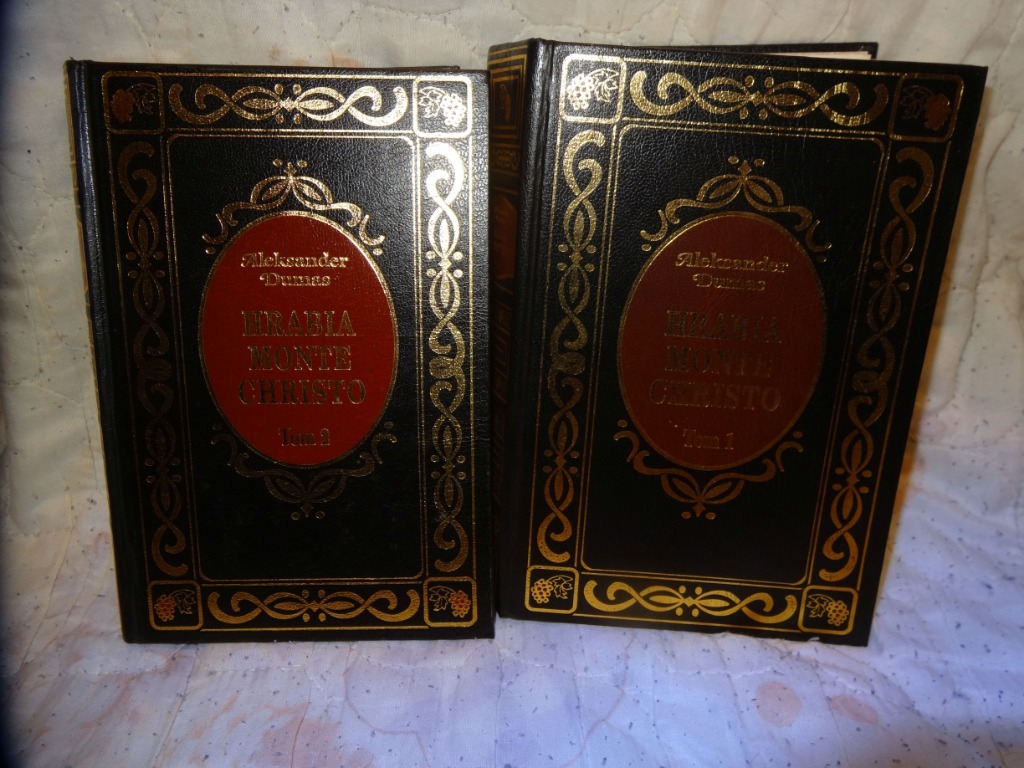 Aleksander
Dumas
HRABIA
MONTE
CHRISTO
Tom 2
Aleksander
Dumas
HRABIA
MONTE
CHRISTO
Tom 1